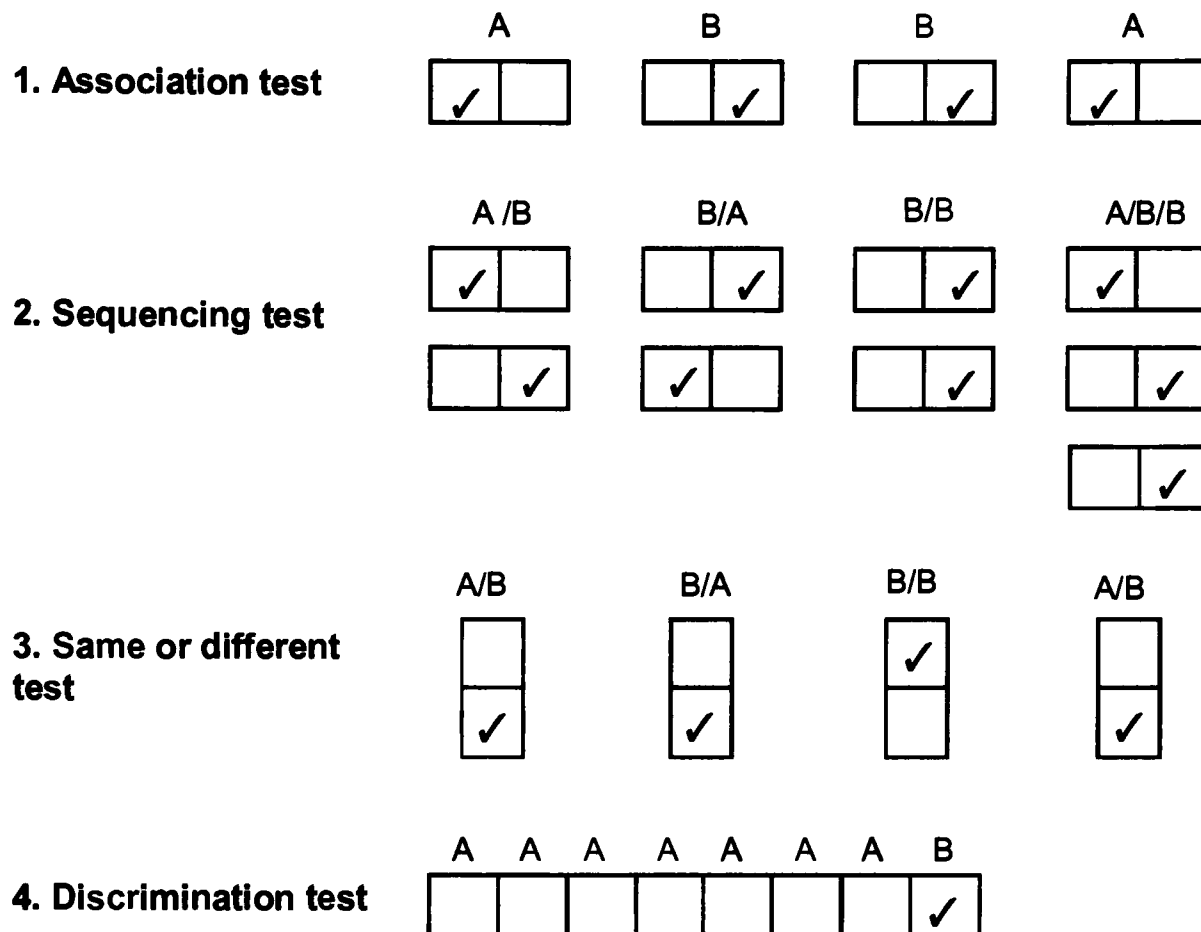 A B B A
1. Association test
A /B B/A B/B A/B/B
2. Sequencing test
A/B B/A B/B A/B
3. Same or different
test
A A A A A A A B
4. Discrimination test